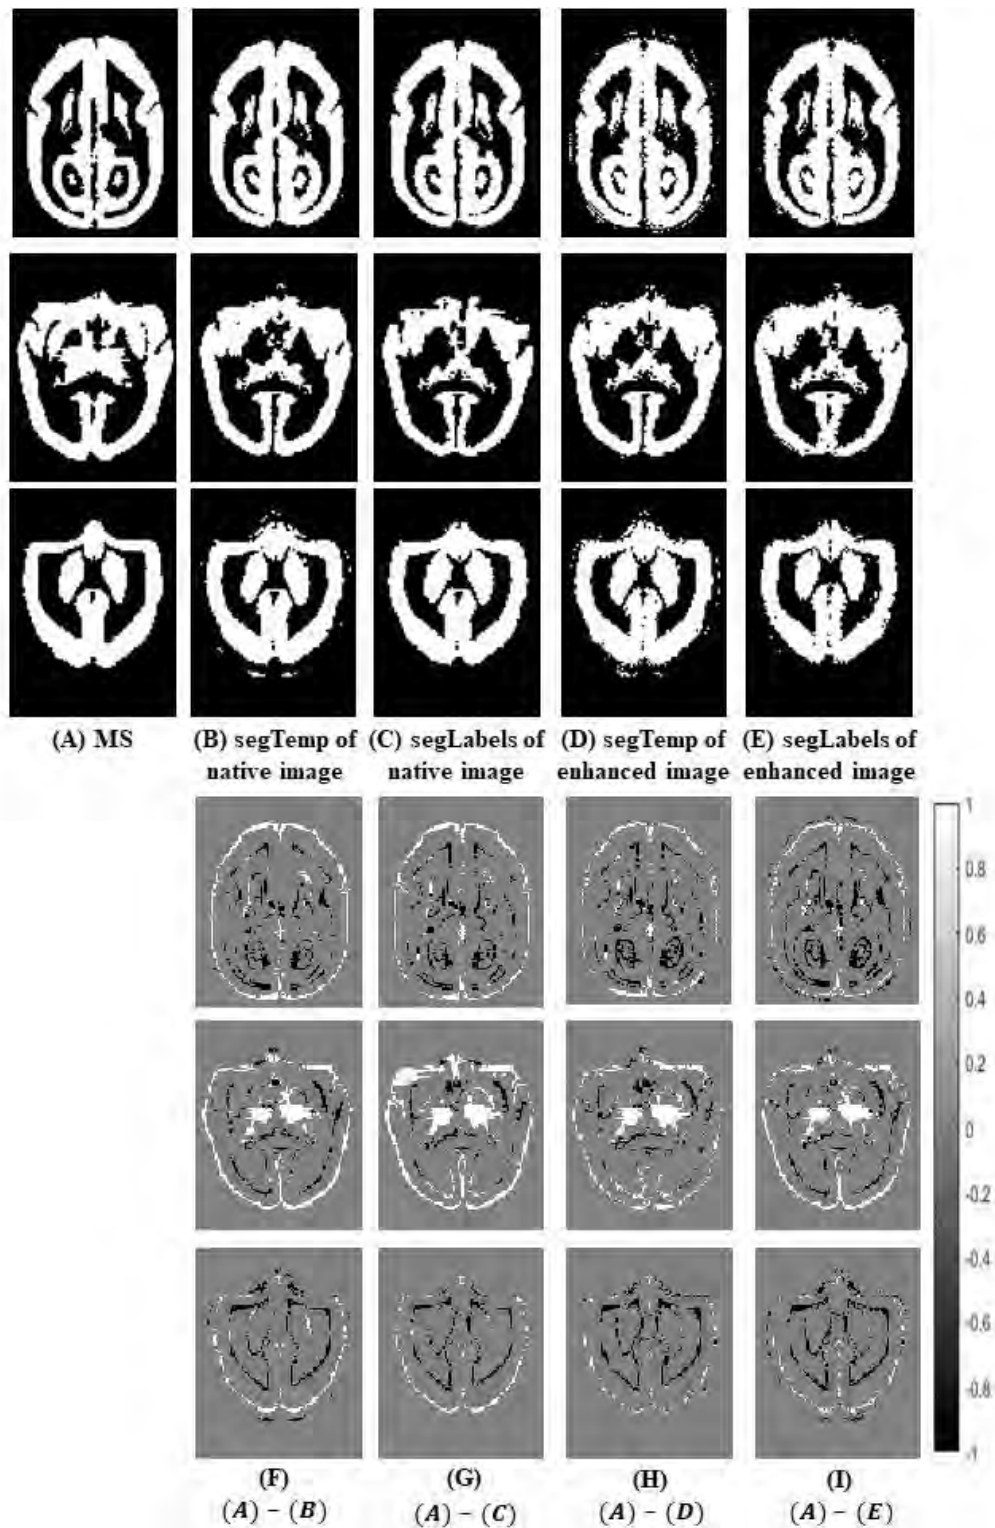 (A) MS (B) segTemp of (C) segLabels of (D) segTemp of (E) segLabels of
native image native image enhanced image enhanced image
1
0.8
0.6
0.4
0.2
0
-0.2
-0.4
-0.6
-0.8
-1
(F) (G) (H) (I)
(A) − (B) (A) − (C) (A) − (D) (A) − (E)